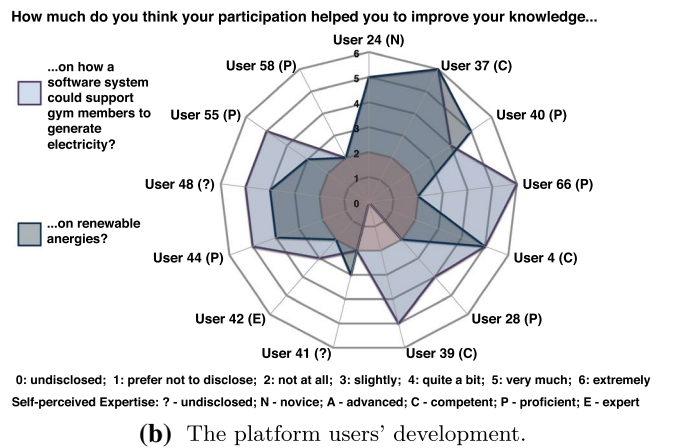 How much do you think your participation helped you to improve your knowledge...
...on how a
software system
could support
gym members to
generate
electricity?
...on renewable
anergies?
User 24 (N)
User 37 (C)
User 40 (P)
User 66 (P)
User 4 (C)
User 28 (P)
User 39 (C)
User 41 (?)
User 42 (E)
User 44 (P)
User 48 (?)
User 55 (P)
User 58 (P)
6
5
4
3
2
1
0
0: undisclosed; 1: prefer not to disclose; 2: not at all; 3: slightly; 4: quite a bit; 5: very much; 6: extremely
Self-perceived Expertise: ? - undisclosed; N - novice; A - advanced; C - competent; P - proficient; E - expert
(b) The platform users' development.